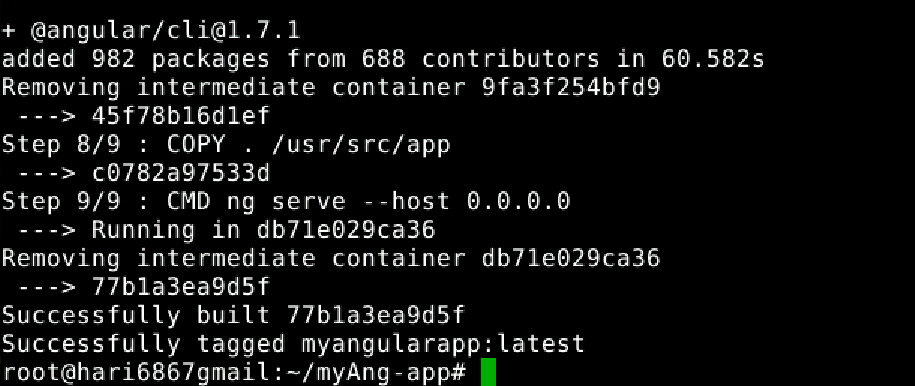 + @angular/cli@1.7.1
added 982 packages from 688 contributors in 60.582s
Removing intermediate container 9fa3f254bfd9
 ---> 45f78b16d1ef
Step 8/9 : COPY . /usr/src/app
 ---> c0782a97533d
Step 9/9 : CMD ng serve --host 0.0.0.0
 ---> Running in db71e029ca36
Removing intermediate container db71e029ca36
 ---> 77b1a3ea9d5f
Successfully built 77b1a3ea9d5f
Successfully tagged myangularapp:latest
root@hari6867gmail:~/myAng-app#